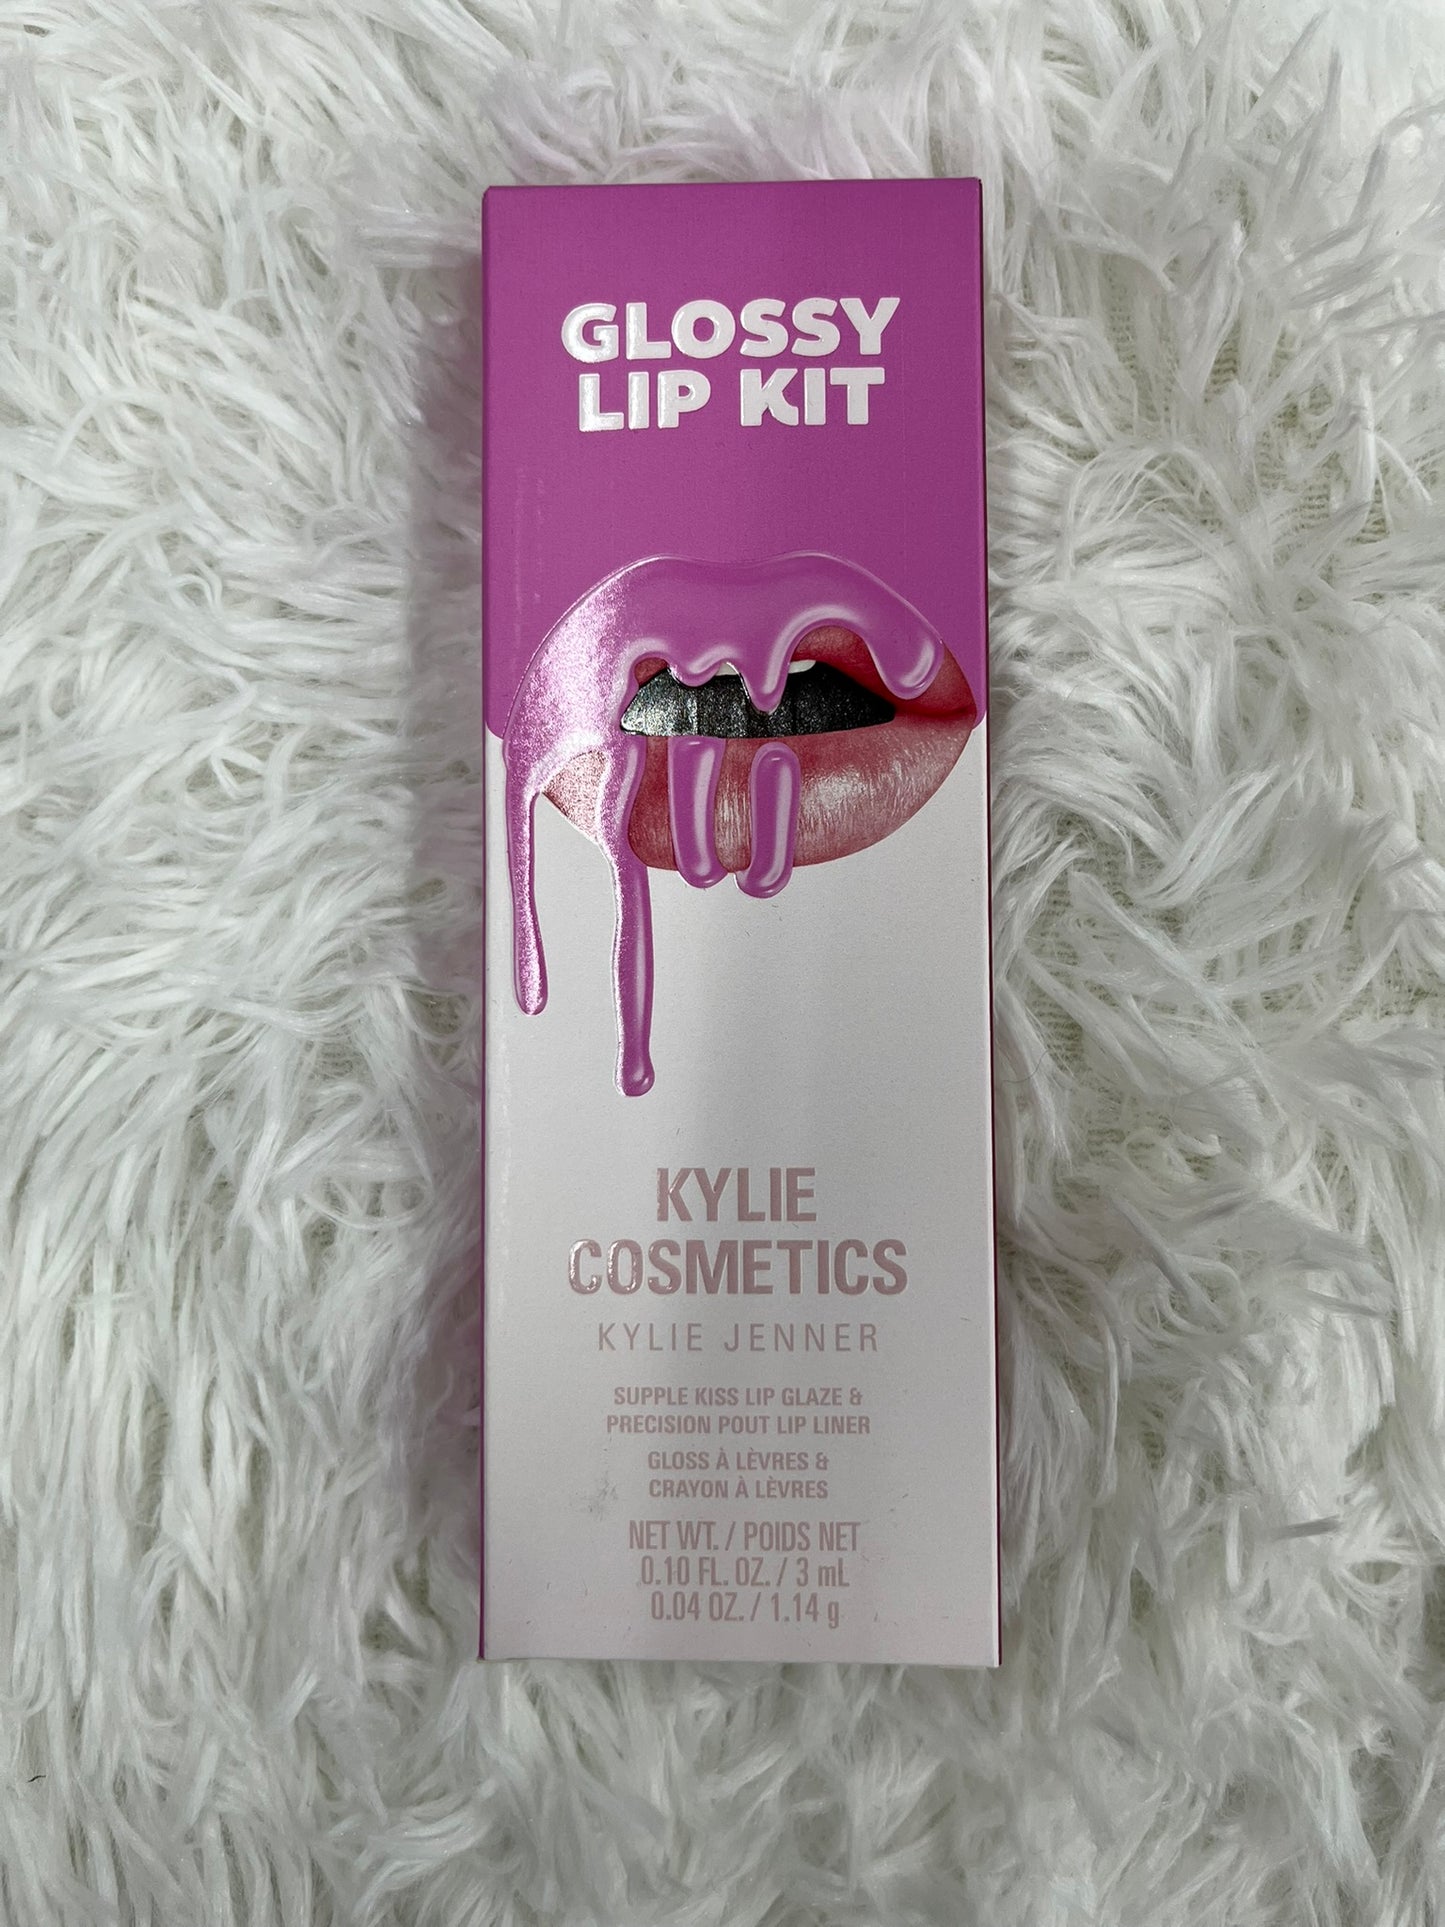 GLOSSY
LIP KIT
KYLIE
COSMETICS
KYLIE JENNER
SUPPLE KISS LIP GLAZE &
PRECISION POUT LIP LINER
GLOSS À LÈVRES &
CRAYON À LÈVRES
NET WT. / POIDS NET
0.10 FL. OZ. / 3 mL
0.04 OZ. / 1.14 g